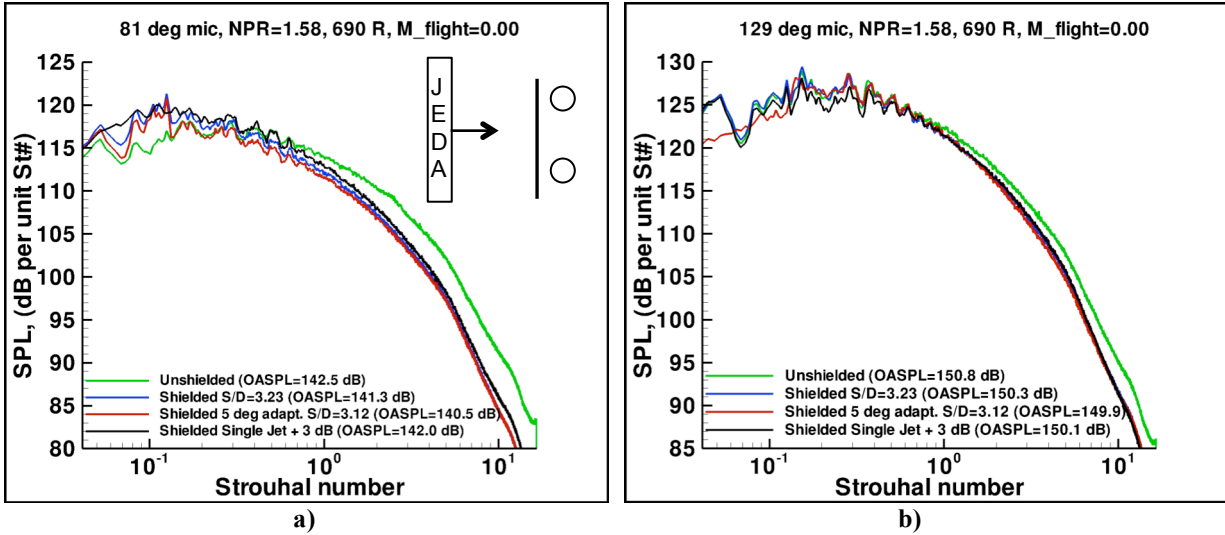 81 deg mic, NPR=1.58, 690 R, M_flight=0.00
SPL, (dB per unit St#)
130
125
120
115
110
105
100
95
90
85
80
J
E
D
A
Unshielded (OASPL=142.5 dB)
Shielded S/D=3.23 (OASPL=141.3 dB)
Shielded 5 deg adapt. S/D=3.12 (OASPL=140.5 dB)
Shielded Single Jet + 3 dB (OASPL=142.0 dB)
10⁻¹ 10⁰ 10¹
Strouhal number
a)
129 deg mic, NPR=1.58, 690 R, M_flight=0.00
SPL, (dB per unit St#)
130
125
120
115
110
105
100
95
90
85
Unshielded (OASPL=150.8 dB)
Shielded S/D=3.23 (OASPL=150.3 dB)
Shielded 5 deg adapt. S/D=3.12 (OASPL=149.9)
Shielded Single Jet + 3 dB (OASPL=150.1 dB)
10⁻¹ 10⁰ 10¹
Strouhal number
b)